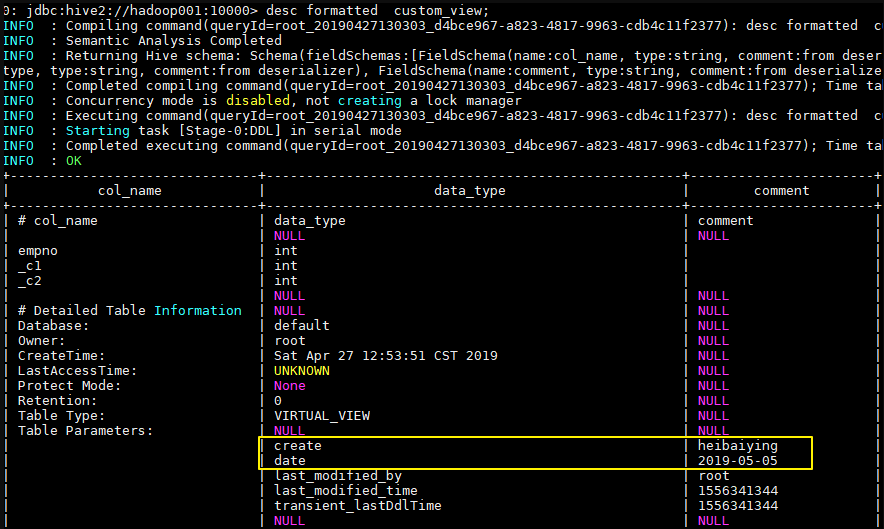 0: jdbc:hive2://hadoop001:10000> desc formatted  custom_view;
INFO  : Compiling command(queryId=root_20190427130303_d4bce967-a823-4817-9963-cdb4c11f2377): desc formatted  cu
INFO  : Semantic Analysis Completed
INFO  : Returning Hive schema: Schema(fieldSchemas:[FieldSchema(name:col_name, type:string, comment:from deser
type, type:string, comment:from deserializer), FieldSchema(name:comment, type:string, comment:from deserialize
INFO  : Completed compiling command(queryId=root_20190427130303_d4bce967-a823-4817-9963-cdb4c11f2377); Time ta
INFO  : Concurrency mode is disabled, not creating a lock manager
INFO  : Executing command(queryId=root_20190427130303_d4bce967-a823-4817-9963-cdb4c11f2377): desc formatted  cu
INFO  : Starting task [Stage-0:DDL] in serial mode
INFO  : Completed executing command(queryId=root_20190427130303_d4bce967-a823-4817-9963-cdb4c11f2377); Time ta
INFO  : OK
| col_name | data_type | comment |
| # col_name | data_type | comment |
| | NULL | NULL |
| empno | int | |
| _c1 | int | |
| _c2 | int | |
| | NULL | NULL |
| # Detailed Table Information | NULL | NULL |
| Database: | default | NULL |
| Owner: | root | NULL |
| CreateTime: | Sat Apr 27 12:53:51 CST 2019 | NULL |
| LastAccessTime: | UNKNOWN | NULL |
| Protect Mode: | None | NULL |
| Retention: | 0 | NULL |
| Table Type: | VIRTUAL_VIEW | NULL |
| Table Parameters: | NULL | NULL |
| | create | heibaiying |
| | date | 2019-05-05 |
| | last_modified_by | root |
| | last_modified_time | 1556341344 |
| | transient_lastDdlTime | 1556341344 |
| | NULL | NULL |